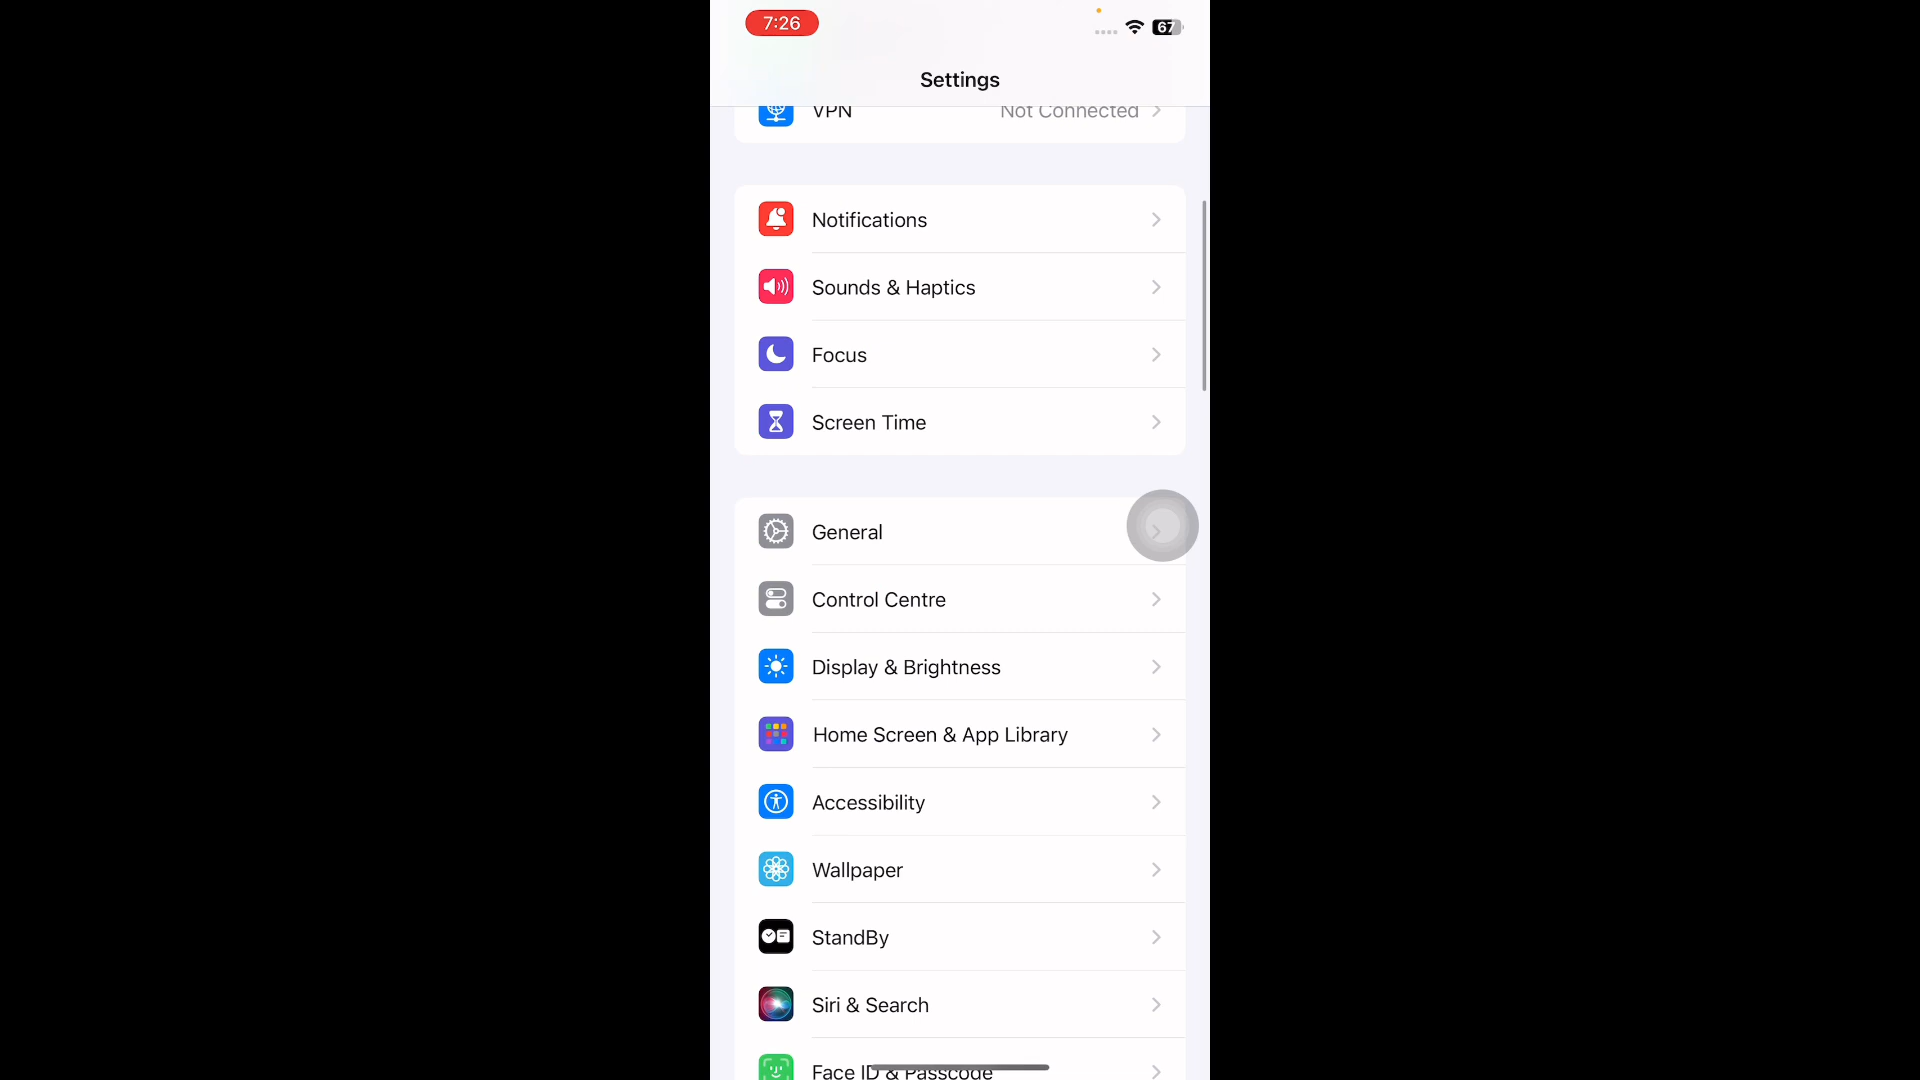 7:26
67
Settings
VPN Not Connected
Notifications
Sounds & Haptics
Focus
Screen Time
General
Control Centre
Display & Brightness
Home Screen & App Library
Accessibility
Wallpaper
StandBy
Siri & Search
Face ID & Passcode